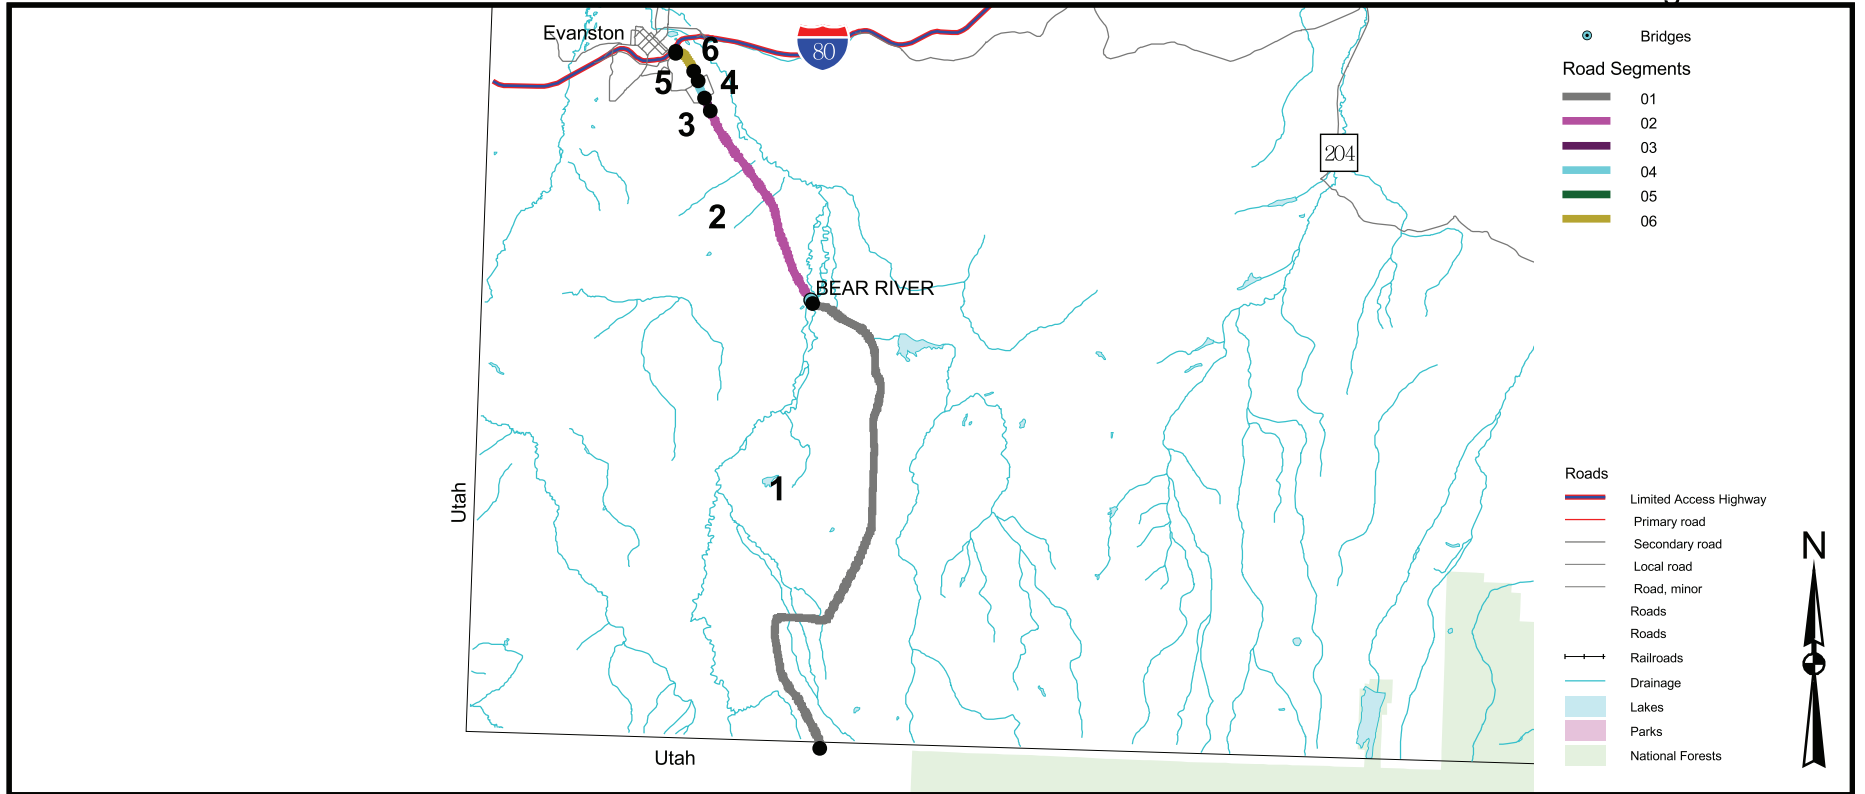 Evanston
6
80
5
4
3
204
2
BEAR RIVER
1
Utah
Utah
Bridges
Road Segments
01
02
03
04
05
06
Roads
Limited Access Highway
Primary road
Secondary road
Local road
Road, minor
Roads
Roads
Railroads
Drainage
Lakes
Parks
National Forests
N